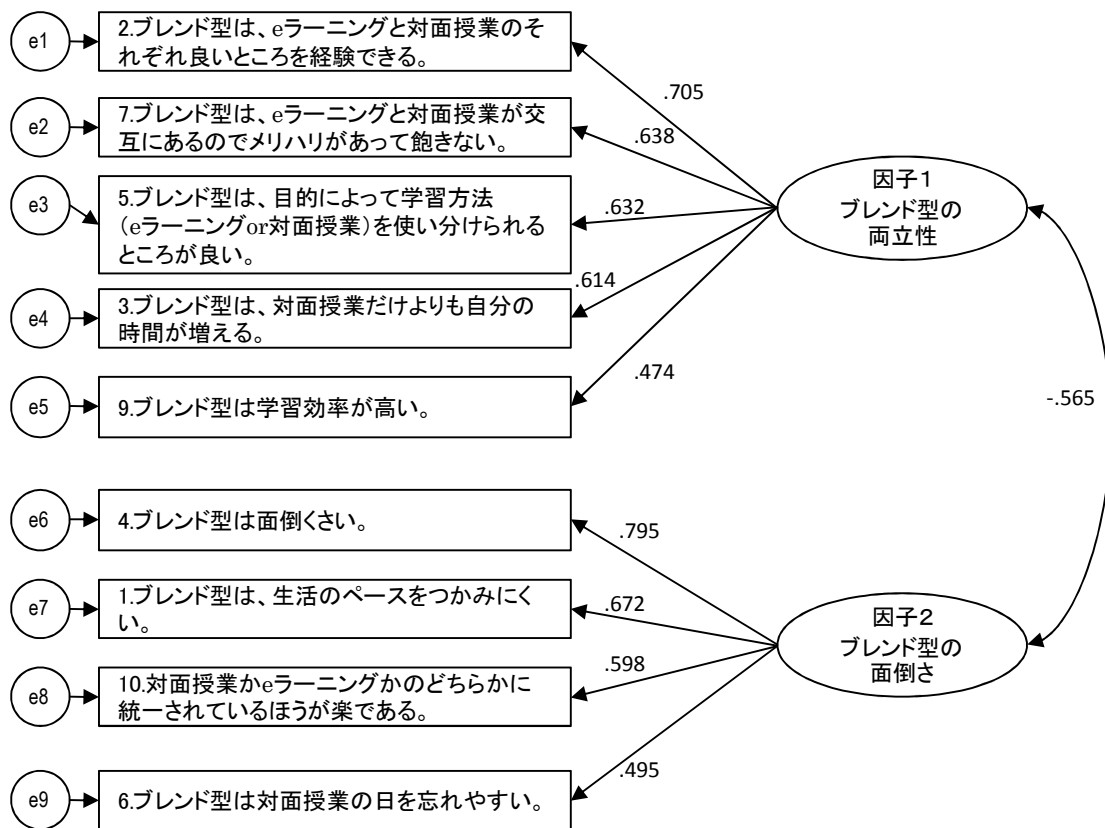 e1
2.ブレンド型は、eラーニングと対面授業のそ
れぞれ良いところを経験できる。
.705
e2
7.ブレンド型は、eラーニングと対面授業が交
互にあるのでメリハリがあって飽きない。
.638
e3
5.ブレンド型は、目的によって学習方法
（eラーニングor対面授業）を使い分けられる
ところが良い。
.632
因子1
ブレンド型の
両立性
e4
3.ブレンド型は、対面授業だけよりも自分の
時間が増える。
.614
e5
9.ブレンド型は学習効率が高い。
.474
-.565
e6
4.ブレンド型は面倒くさい。
.795
e7
1.ブレンド型は、生活のペースをつかみにく
い。
.672
因子2
ブレンド型の
面倒さ
e8
10.対面授業かeラーニングかのどちらかに
統一されているほうが楽である。
.598
e9
6.ブレンド型は対面授業の日を忘れやすい。
.495